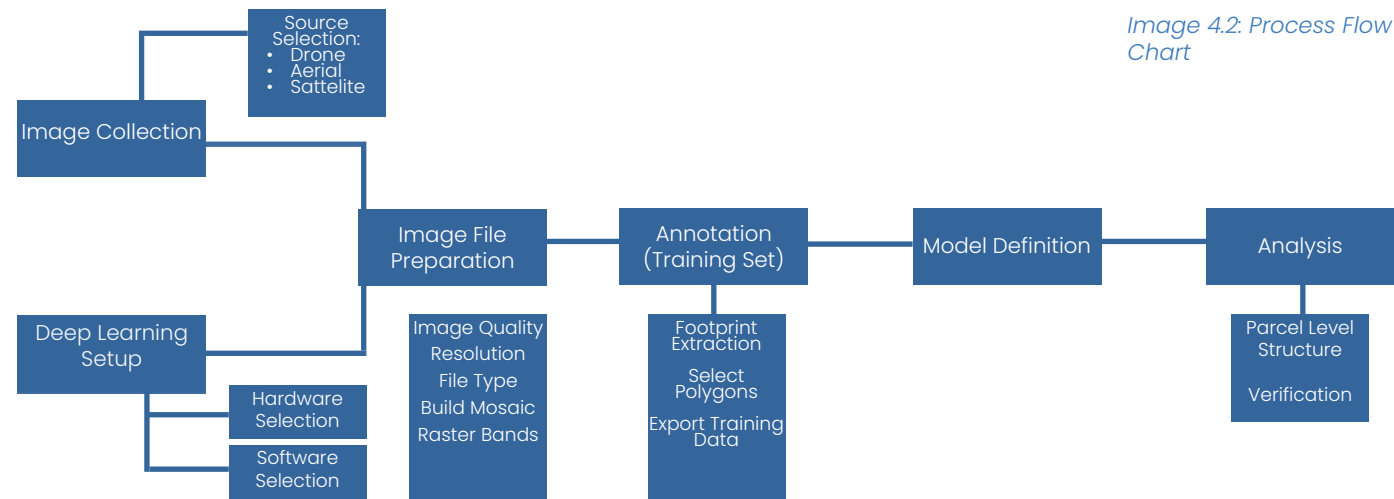 Source
Selection:
• Drone
• Aerial
• Sattelite
Image 4.2: Process Flow
Chart
Image Collection
Image File
Preparation
Annotation
(Training Set)
Model Definition
Analysis
Deep Learning
Setup
Hardware
Selection
Software
Selection
Image Quality
Resolution
File Type
Build Mosaic
Raster Bands
Footprint
Extraction
Select
Polygons
Export Training
Data
Parcel Level
Structure
Verification